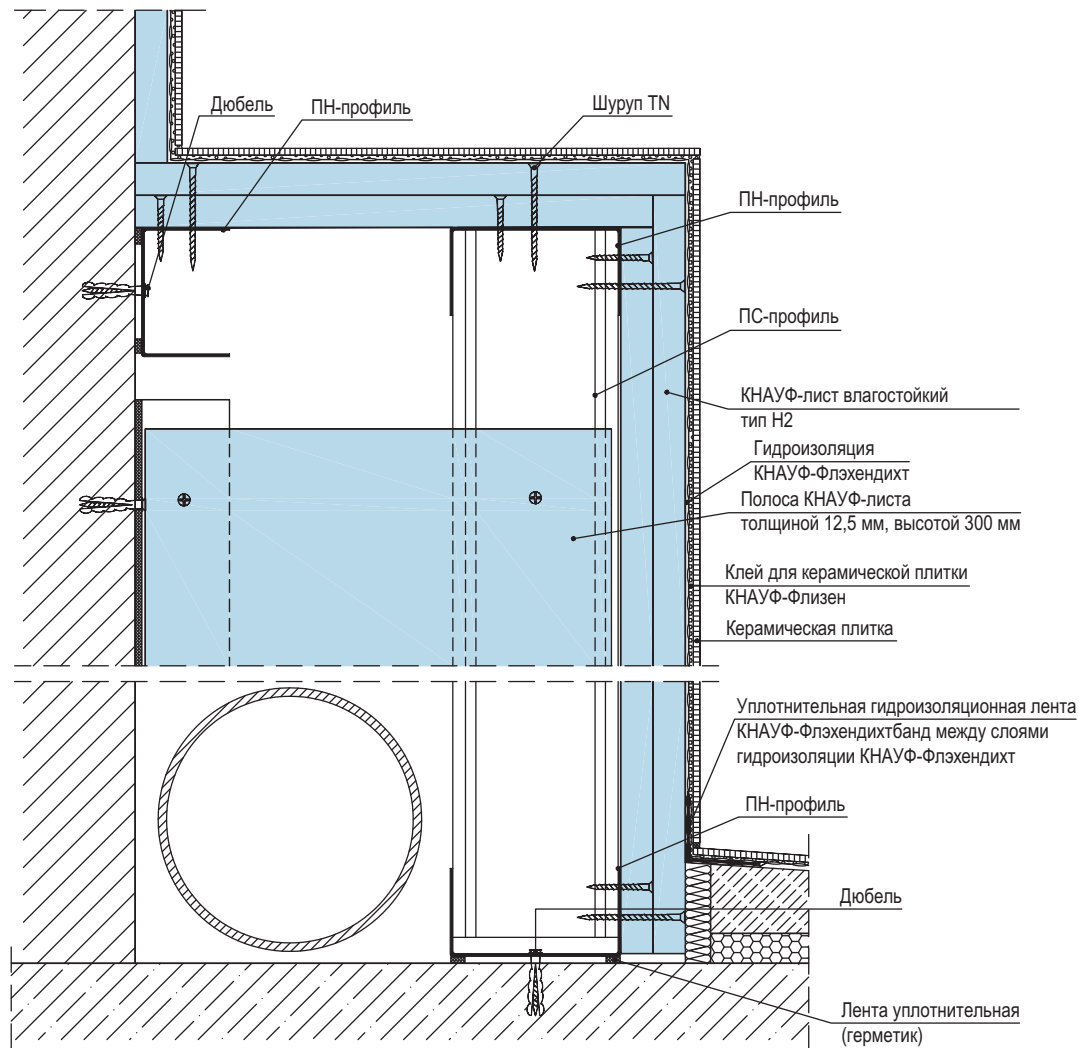 Дюбель
ПН-профиль
Шуруп TN
ПН-профиль
ПС-профиль
КНАУФ-лист влагостойкий
тип Н2
Гидроизоляция
КНАУФ-Флэхендихт
Полоса КНАУФ-листа
толщиной 12,5 мм, высотой 300 мм
Клей для керамической плитки
КНАУФ-Флизен
Керамическая плитка
Уплотнительная гидроизоляционная лента
КНАУФ-Флэхендихтбанд между слоями
гидроизоляции КНАУФ-Флэхендихт
ПН-профиль
Дюбель
Лента уплотнительная
(герметик)